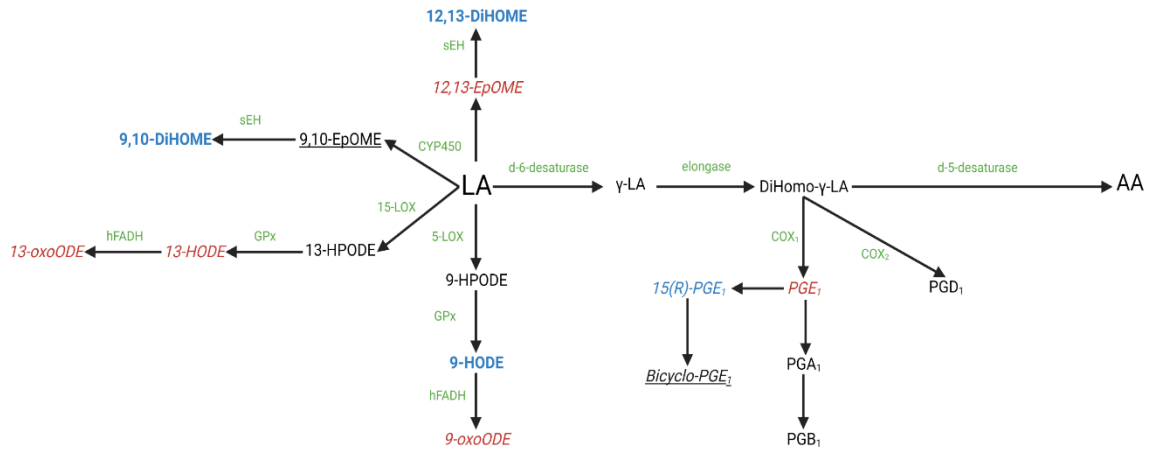 12,13-DiHOME
sEH
12,13-EpOME
sEH
9,10-DiHOME
9,10-EpOME
CYP450
d-6-desaturase
elongase
d-5-desaturase
LA
γ-LA
DiHomo-γ-LA
AA
15-LOX
5-LOX
hFADH
GPx
COX₁
COX₂
13-oxoODE
13-HODE
13-HPODE
9-HPODE
15(R)-PGE₁
PGE₁
PGD₁
GPx
9-HODE
PGA₁
Bicyclo-PGE₁
hFADH
9-oxoODE
PGB₁